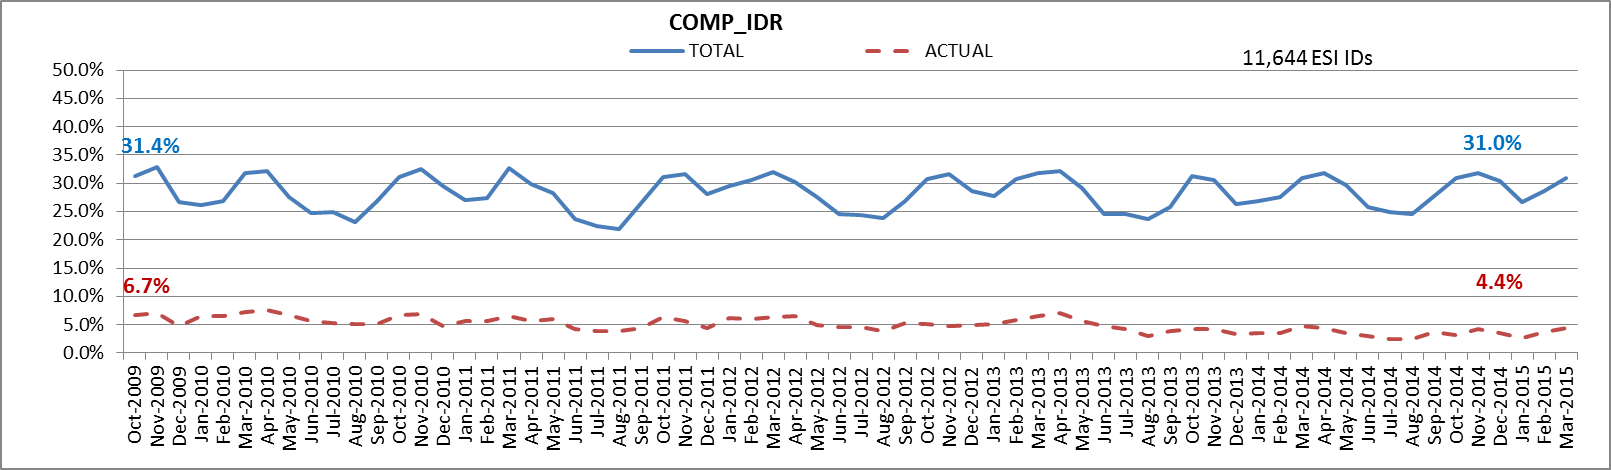 COMP_IDR
TOTAL
ACTUAL
11,644 ESI IDs
50.0%
45.0%
40.0%
35.0%
30.0%
25.0%
20.0%
15.0%
10.0%
5.0%
0.0%
31.4%
31.0%
6.7%
4.4%
Oct-2009
Nov-2009
Dec-2009
Jan-2010
Feb-2010
Mar-2010
Apr-2010
May-2010
Jun-2010
Jul-2010
Aug-2010
Sep-2010
Oct-2010
Nov-2010
Dec-2010
Jan-2011
Feb-2011
Mar-2011
Apr-2011
May-2011
Jun-2011
Jul-2011
Aug-2011
Sep-2011
Oct-2011
Nov-2011
Dec-2011
Jan-2012
Feb-2012
Mar-2012
Apr-2012
May-2012
Jun-2012
Jul-2012
Aug-2012
Sep-2012
Oct-2012
Nov-2012
Dec-2012
Jan-2013
Feb-2013
Mar-2013
Apr-2013
May-2013
Jun-2013
Jul-2013
Aug-2013
Sep-2013
Oct-2013
Nov-2013
Dec-2013
Jan-2014
Feb-2014
Mar-2014
Apr-2014
May-2014
Jun-2014
Jul-2014
Aug-2014
Sep-2014
Oct-2014
Nov-2014
Dec-2014
Jan-2015
Feb-2015
Mar-2015